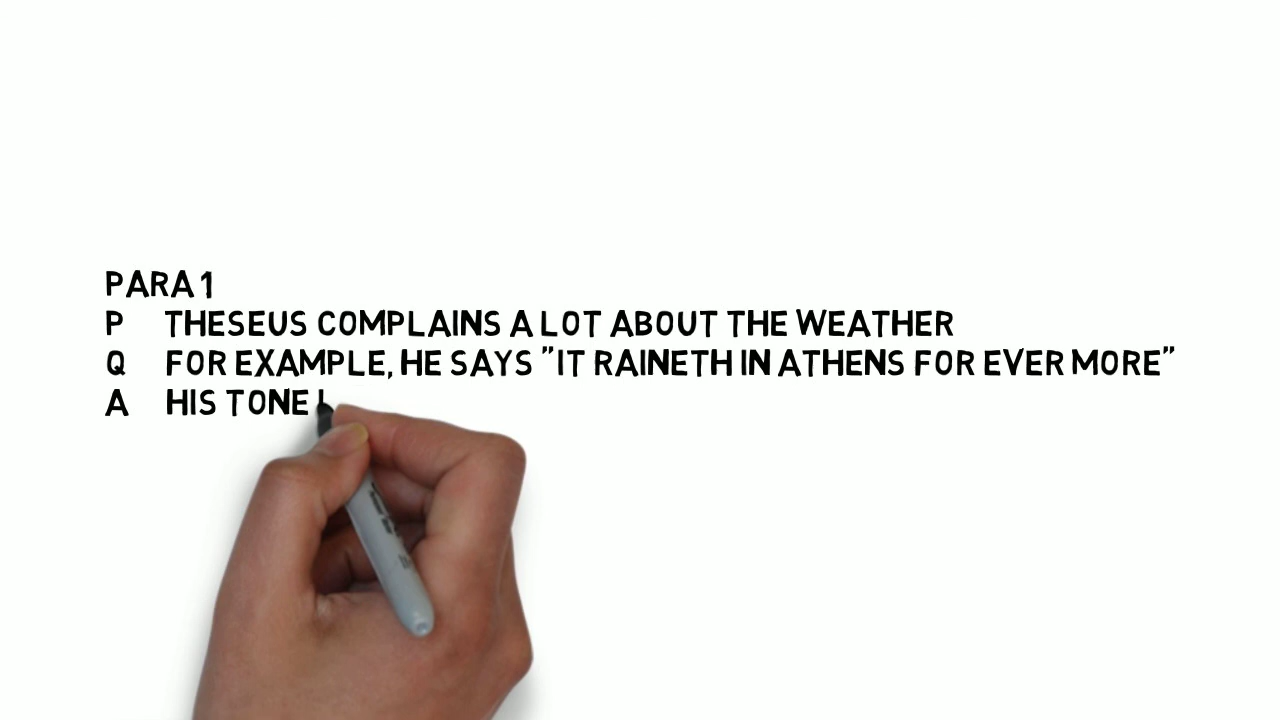 PARA 1
P THESEUS COMPLAINS A LOT ABOUT THE WEATHER
Q FOR EXAMPLE, HE SAYS "IT RAINETH IN ATHENS FOR EVER MORE"
A HIS TONE